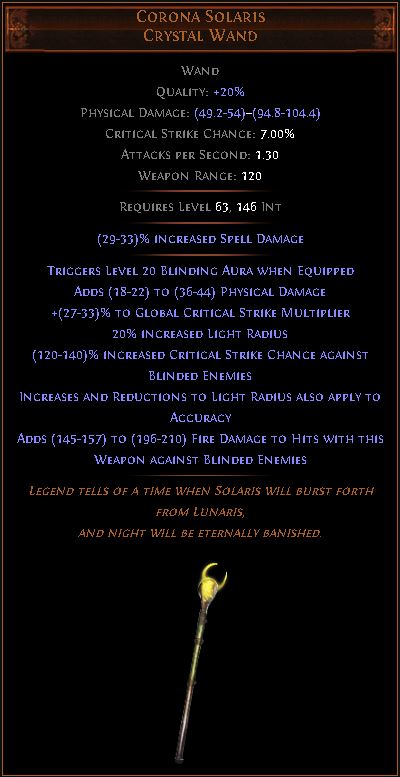 Corona Solaris
Crystal Wand
Wand
Quality: +20%
Physical Damage: (49.2-54)–(94.8-104.4)
Critical Strike Chance: 7.00%
Attacks per Second: 1.30
Weapon Range: 120
Requires Level 63, 146 Int
(29-33)% increased Spell Damage
Triggers Level 20 Blinding Aura when Equipped
Adds (18-22) to (36-44) Physical Damage
+(27-33)% to Global Critical Strike Multiplier
20% increased Light Radius
(120-140)% increased Critical Strike Chance against
Blinded Enemies
Increases and Reductions to Light Radius also apply to
Accuracy
Adds (145-157) to (196-210) Fire Damage to Hits with this
Weapon against Blinded Enemies
Legend tells of a time when Solaris will burst forth
from Lunaris,
and night will be eternally banished.